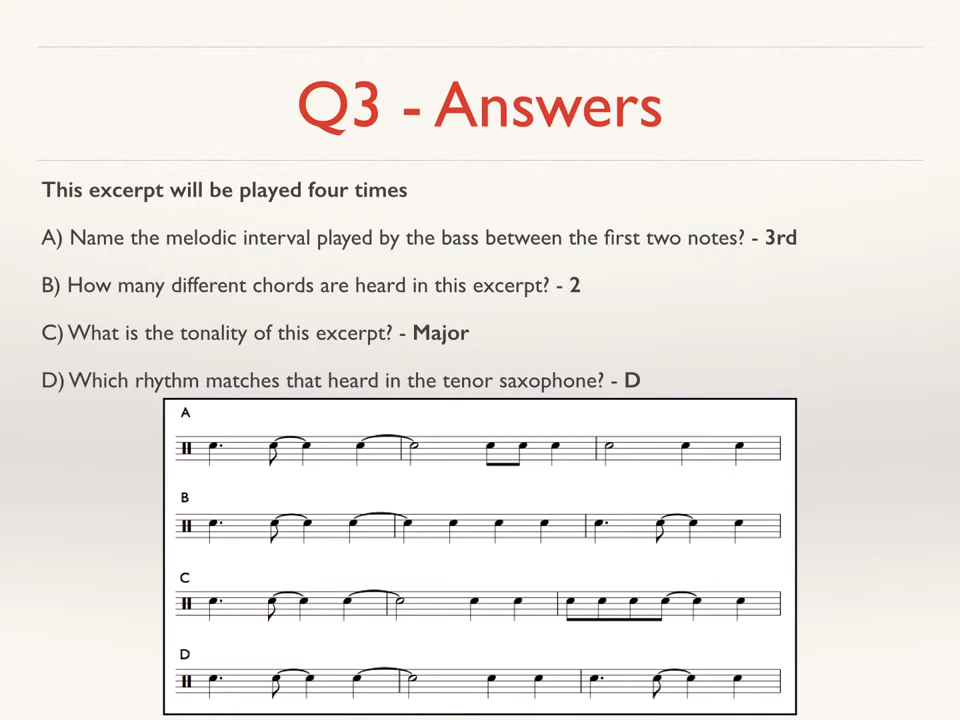 Q3 - Answers
This excerpt will be played four times
A) Name the melodic interval played by the bass between the first two notes? - 3rd
B) How many different chords are heard in this excerpt? - 2
C) What is the tonality of this excerpt? - Major
D) Which rhythm matches that heard in the tenor saxophone? - D
A
B
C
D